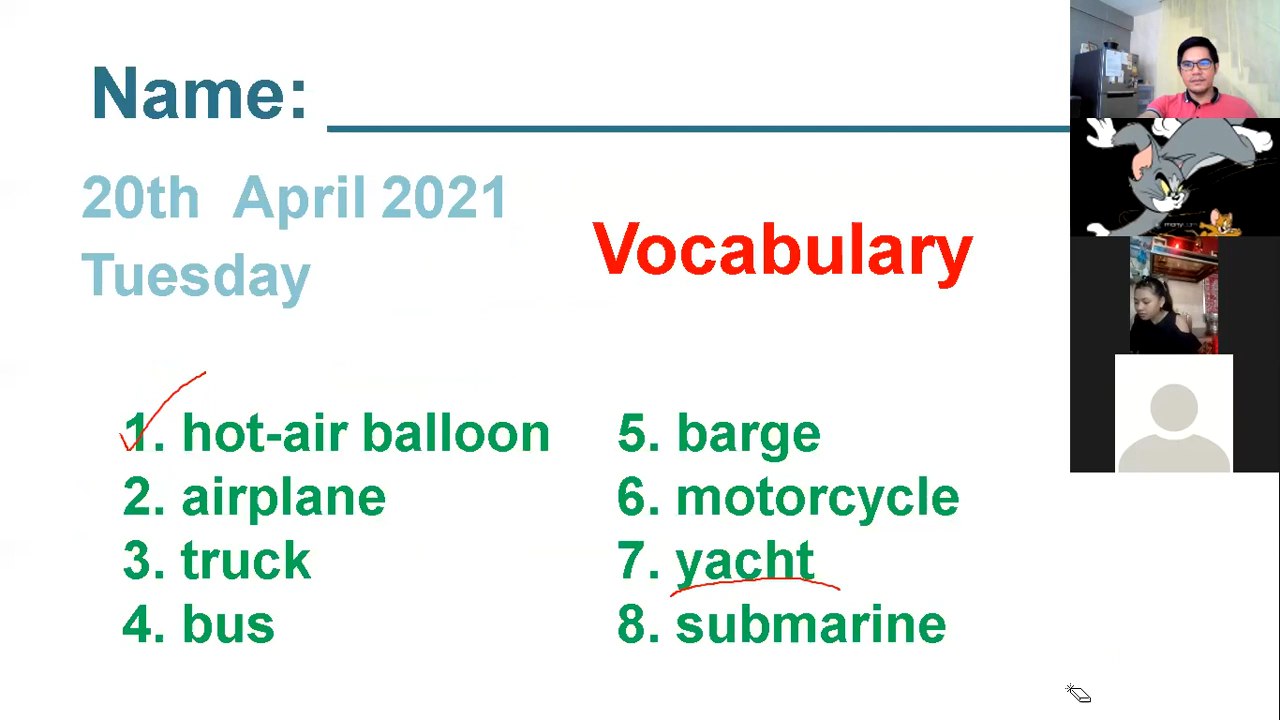 Name:
20th April 2021
Tuesday
Vocabulary
1. hot-air balloon
2. airplane
3. truck
4. bus
5. barge
6. motorcycle
7. yacht
8. submarine